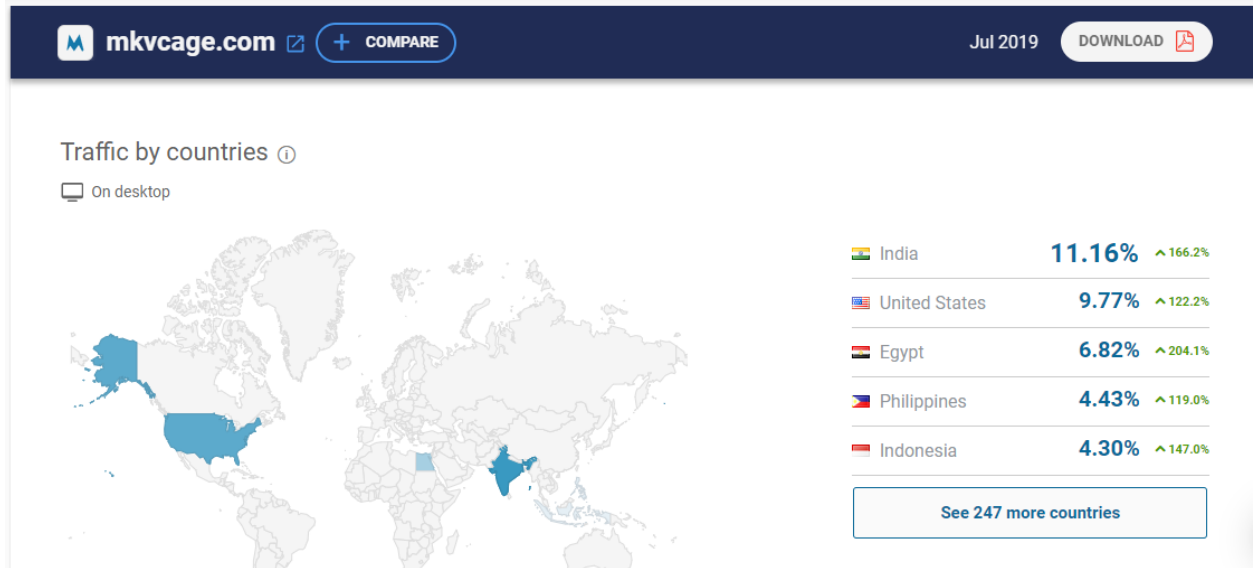 mkvcage.com + COMPARE Jul 2019 DOWNLOAD
Traffic by countries
On desktop
India 11.16% 166.2%
United States 9.77% 122.2%
Egypt 6.82% 204.1%
Philippines 4.43% 119.0%
Indonesia 4.30% 147.0%
See 247 more countries